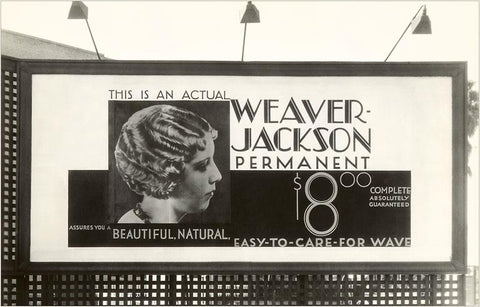 THIS IS AN ACTUAL
WEAVER-
JACKSON
PERMANENT
$8.00
COMPLETE
ABSOLUTELY
GUARANTEED
ASSURES YOU A
BEAUTIFUL, NATURAL,
EASY-TO-CARE-FOR WAVE